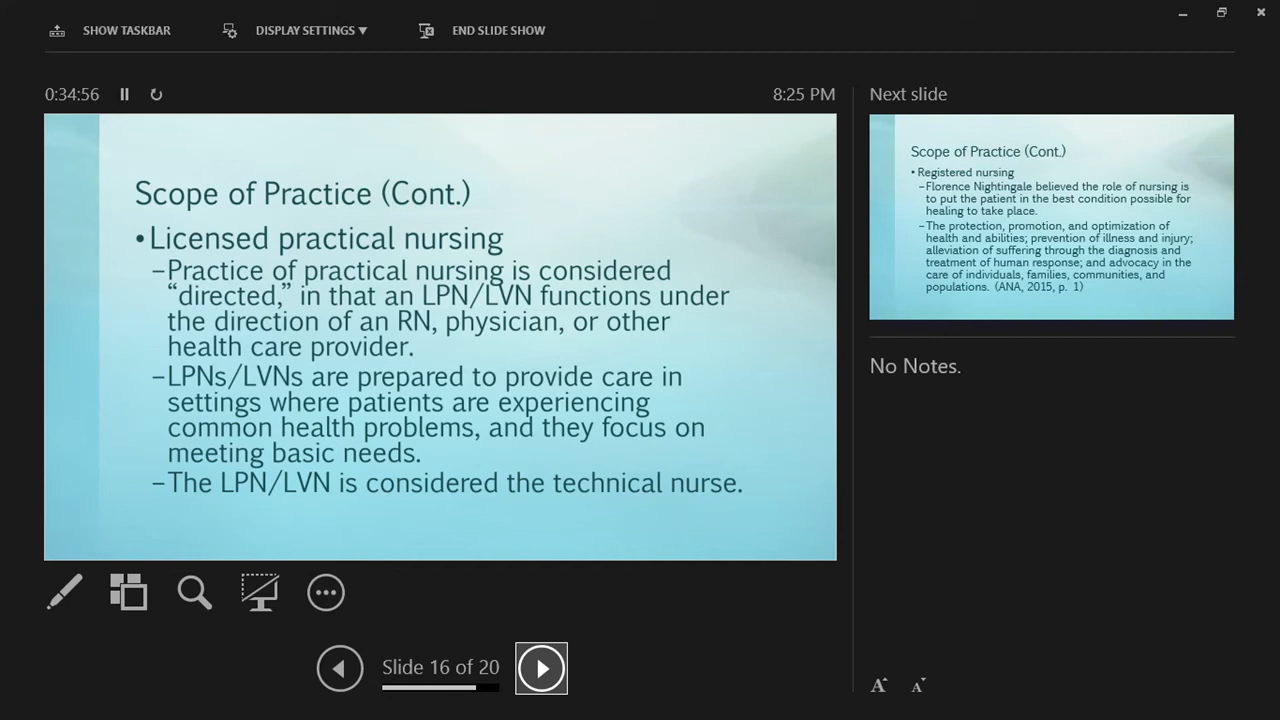 SHOW TASKBAR
DISPLAY SETTINGS ▼
END SLIDE SHOW
0:34:56
8:25 PM
Scope of Practice (Cont.)
•Licensed practical nursing
–Practice of practical nursing is considered
“directed,” in that an LPN/LVN functions under
the direction of an RN, physician, or other
health care provider.
–LPNs/LVNs are prepared to provide care in
settings where patients are experiencing
common health problems, and they focus on
meeting basic needs.
–The LPN/LVN is considered the technical nurse.
Slide 16 of 20
Next slide
Scope of Practice (Cont.)
• Registered nursing
–Florence Nightingale believed the role of nursing is
to put the patient in the best condition possible for
healing to take place.
–The protection, promotion, and optimization of
health and abilities; prevention of illness and injury;
alleviation of suffering through the diagnosis and
treatment of human response; and advocacy in the
care of individuals, families, communities, and
populations. (ANA, 2015, p. 1)
No Notes.
A A